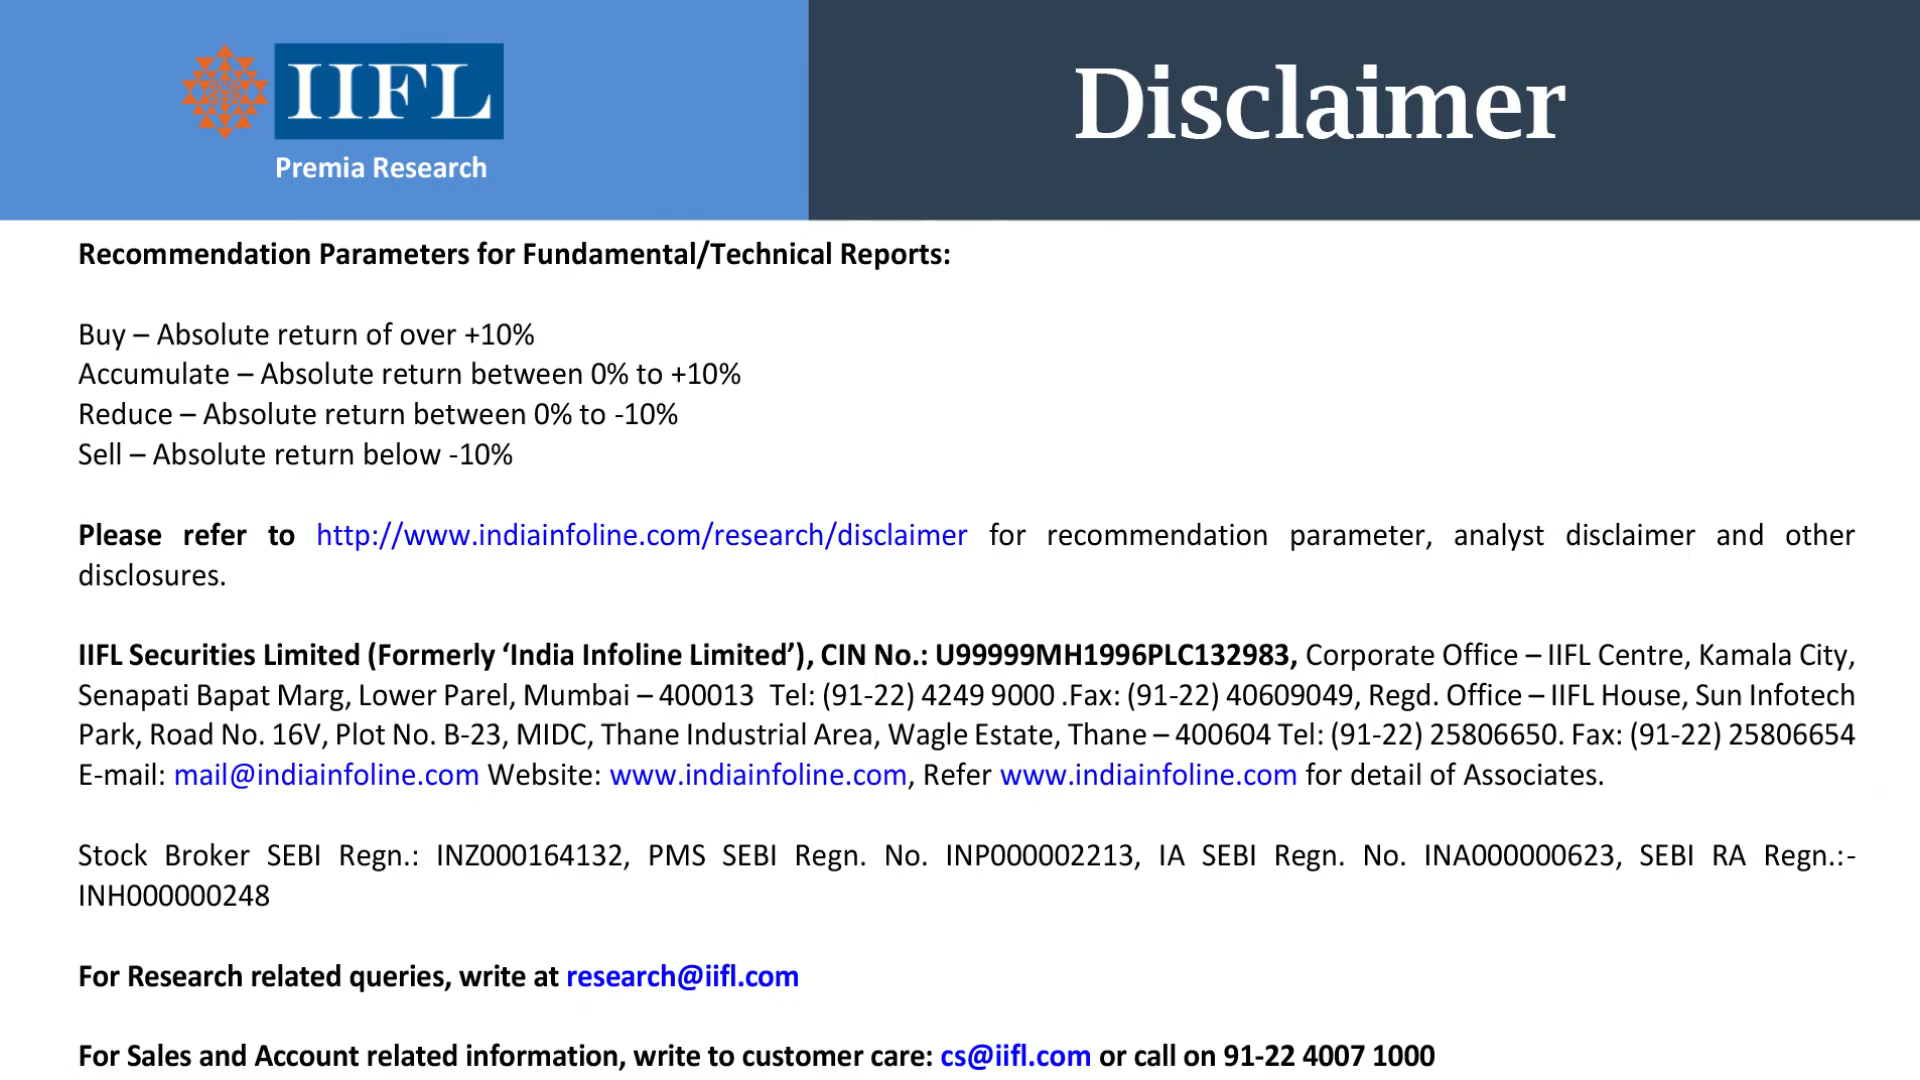 IIFL
Premia Research
Disclaimer
Recommendation Parameters for Fundamental/Technical Reports:
Buy – Absolute return of over +10%
Accumulate – Absolute return between 0% to +10%
Reduce – Absolute return between 0% to -10%
Sell – Absolute return below -10%
Please refer to http://www.indiainfoline.com/research/disclaimer for recommendation parameter, analyst disclaimer and other
disclosures.
IIFL Securities Limited (Formerly ‘India Infoline Limited’), CIN No.: U99999MH1996PLC132983, Corporate Office – IIFL Centre, Kamala City,
Senapati Bapat Marg, Lower Parel, Mumbai – 400013 Tel: (91-22) 4249 9000 .Fax: (91-22) 40609049, Regd. Office – IIFL House, Sun Infotech
Park, Road No. 16V, Plot No. B-23, MIDC, Thane Industrial Area, Wagle Estate, Thane – 400604 Tel: (91-22) 25806650. Fax: (91-22) 25806654
E-mail: mail@indiainfoline.com Website: www.indiainfoline.com, Refer www.indiainfoline.com for detail of Associates.
Stock Broker SEBI Regn.: INZ000164132, PMS SEBI Regn. No. INP000002213, IA SEBI Regn. No. INA000000623, SEBI RA Regn.:-
INH000000248
For Research related queries, write at research@iifl.com
For Sales and Account related information, write to customer care: cs@iifl.com or call on 91-22 4007 1000